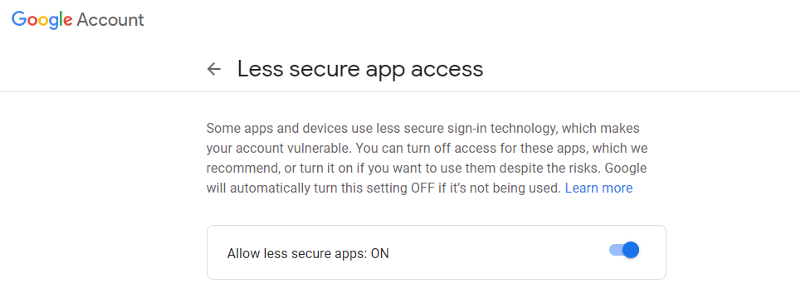 Google Account
Less secure app access
Some apps and devices use less secure sign-in technology, which makes
your account vulnerable. You can turn off access for these apps, which we
recommend, or turn it on if you want to use them despite the risks. Google
will automatically turn this setting OFF if it's not being used. Learn more
Allow less secure apps: ON